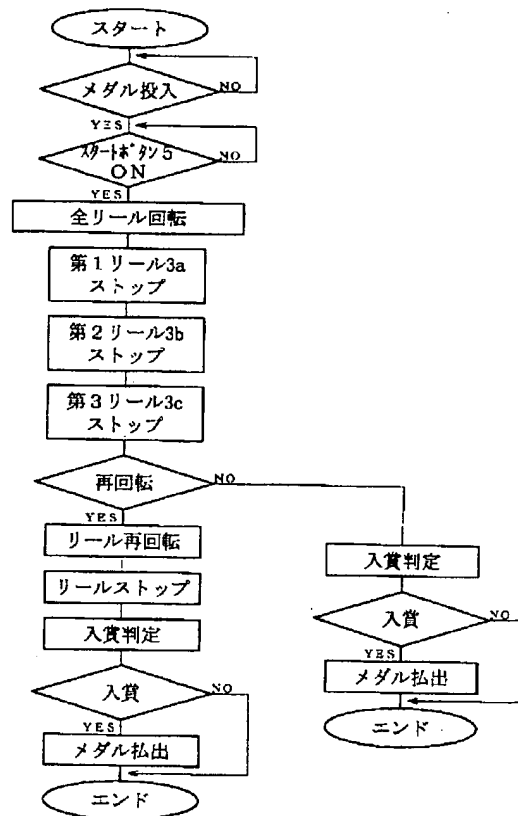 スタート
メダル投入
NO
YES
スタートボタン5
ON
NO
YES
全リール回転
第1リール3a
ストップ
第2リール3b
ストップ
第3リール3c
ストップ
再回転
NO
YES
リール再回転
リールストップ
入賞判定
入賞
NO
YES
メダル払出
エンド
入賞判定
入賞
NO
YES
メダル払出
エンド